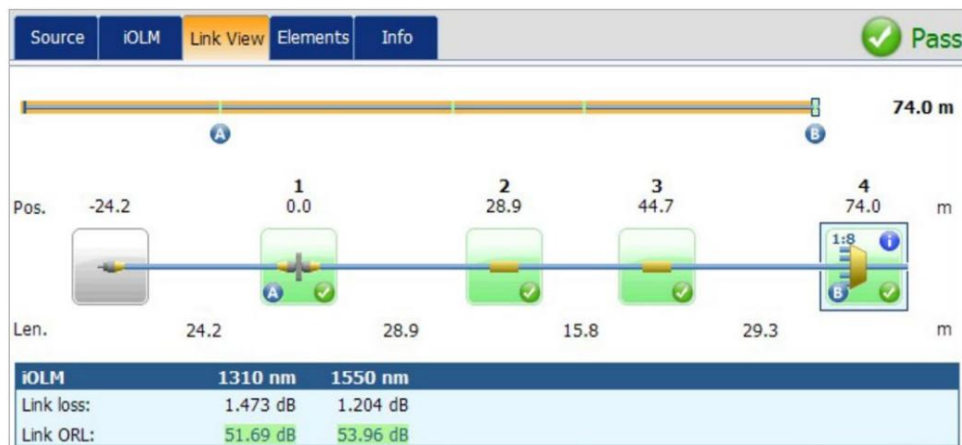 Source iOLM Link View Elements Info Pass
74.0 m
A B
1 2 3 4
Pos. -24.2 0.0 28.9 44.7 74.0 m
1:8 i
A B
Len. 24.2 28.9 15.8 29.3 m
iOLM 1310 nm 1550 nm
Link loss: 1.473 dB 1.204 dB
Link ORL: 51.69 dB 53.96 dB